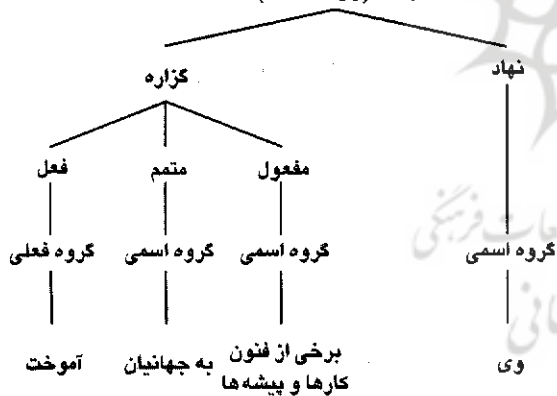 نهاد
گزاره
مفعول
متمم
فعل
گروه اسمی
گروه اسمی
گروه اسمی
گروه فعلی
وی
برخی از فنون
کارها و پیشه‌ها
به جهانیان
آموخت